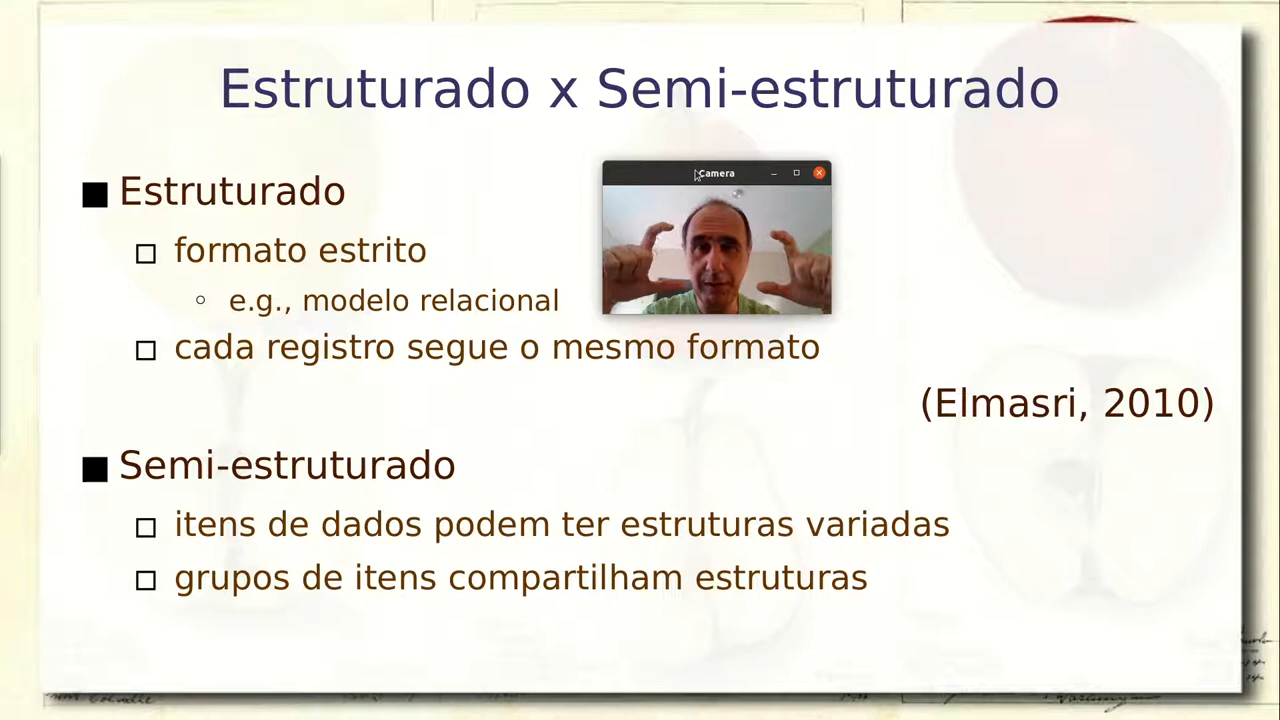 Estruturado x Semi-estruturado
Estruturado
formato estrito
e.g., modelo relacional
Camera
cada registro segue o mesmo formato
(Elmasri, 2010)
Semi-estruturado
itens de dados podem ter estruturas variadas
grupos de itens compartilham estruturas